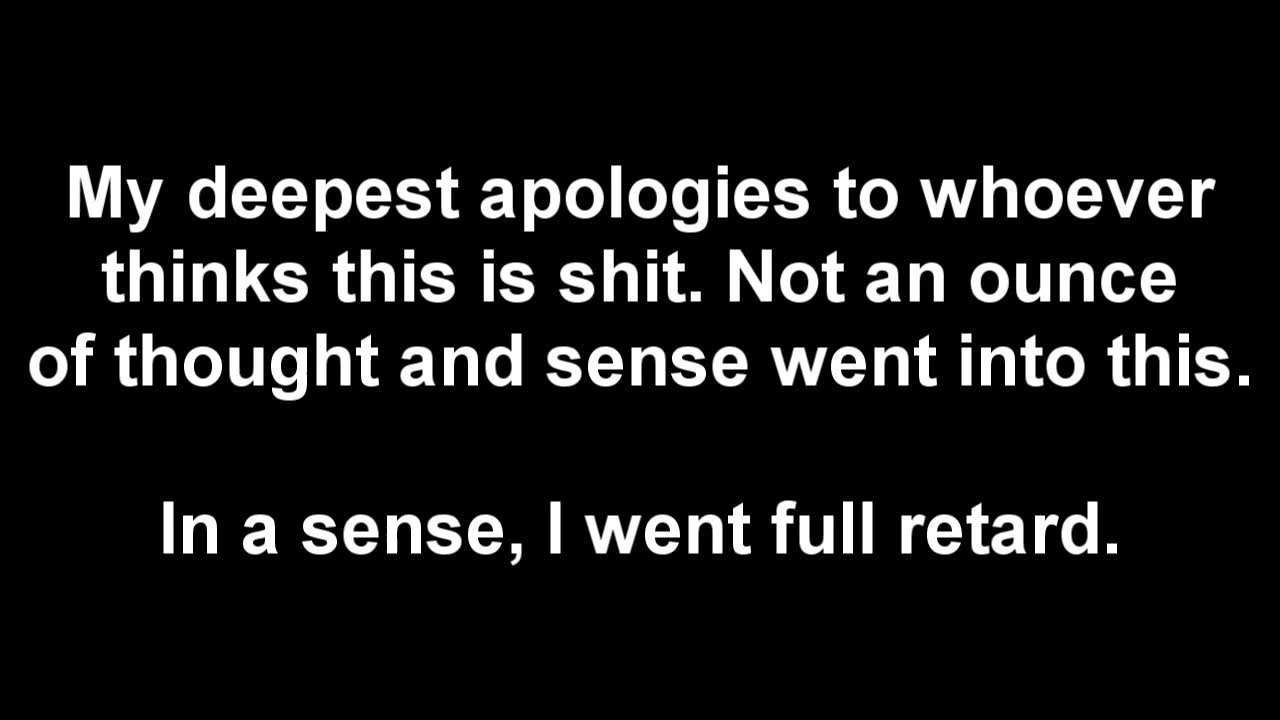 My deepest apologies to whoever
thinks this is shit. Not an ounce
of thought and sense went into this.
In a sense, I went full retard.